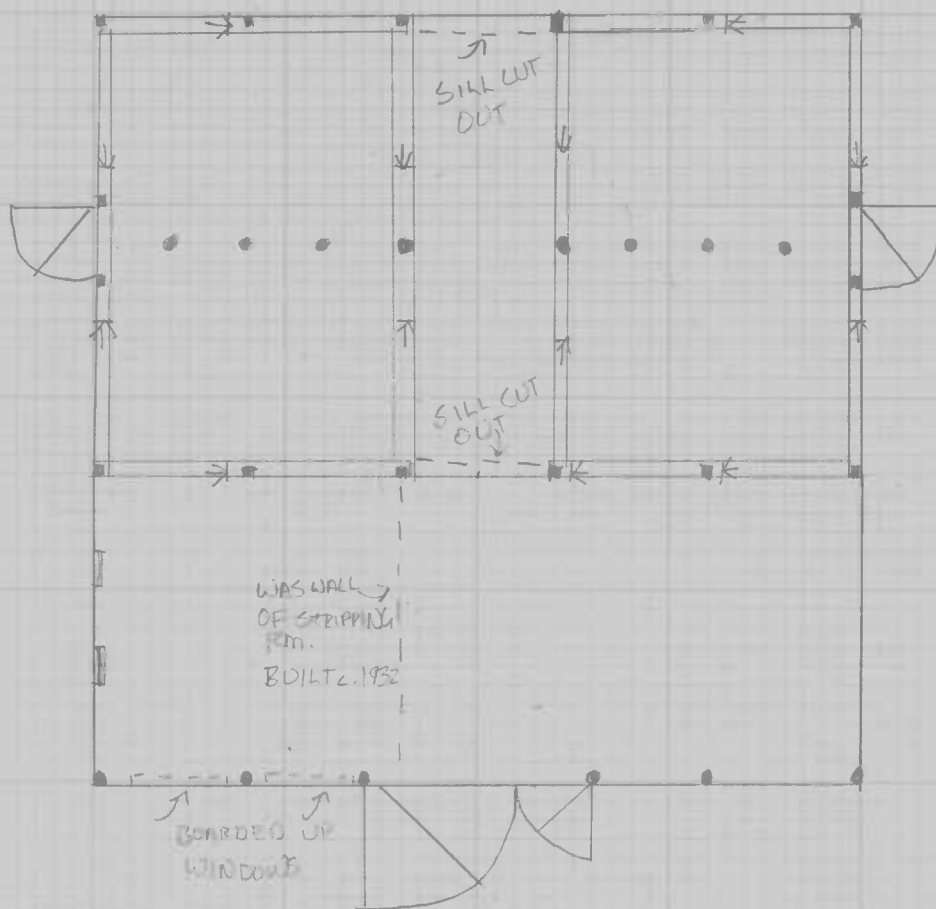 SILL CUT
OUT
SILL CUT
OUT
WAS WALL
OF STRIPPING
RM.
BUILT c. 1932
BOARDED UP
WINDOWS